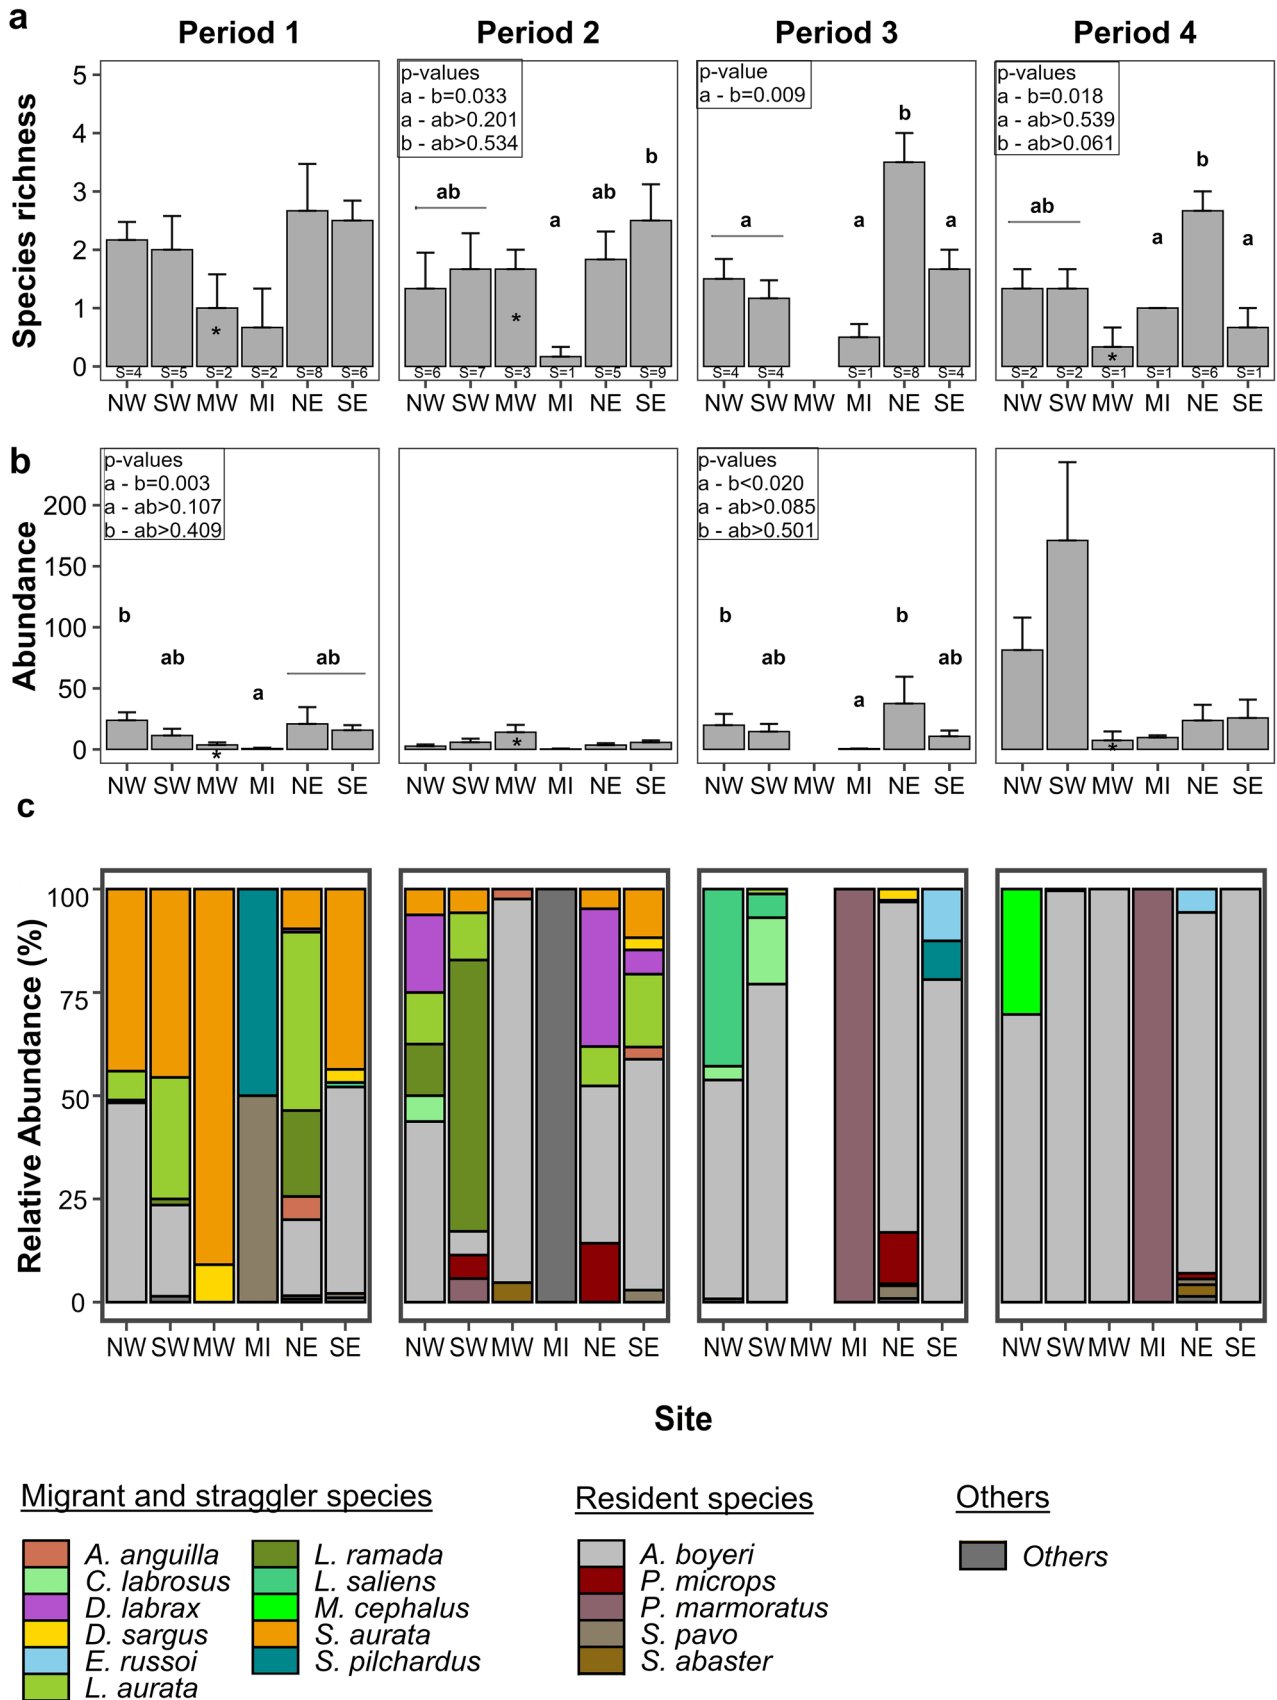 a
Period 1 Period 2 Period 3 Period 4
Species richness
5
4
3
2
1
0
*
S=4 S=5 S=2 S=2 S=8 S=6
NW SW MW MI NE SE
p-values
a - b=0.033
a - ab>0.201
b - ab>0.534
ab a ab b
*
S=6 S=7 S=3 S=1 S=5 S=9
NW SW MW MI NE SE
p-value
a - b=0.009
a a b a
S=4 S=4 S=1 S=8 S=4
NW SW MW MI NE SE
p-values
a - b=0.018
a - ab>0.539
b - ab>0.061
ab a b a
*
S=2 S=2 S=1 S=1 S=6 S=1
NW SW MW MI NE SE
b
Abundance
200
150
100
50
0
p-values
a - b=0.003
a - ab>0.107
b - ab>0.409
b ab a ab
*
NW SW MW MI NE SE
*
NW SW MW MI NE SE
p-values
a - b<0.020
a - ab>0.085
b - ab>0.501
b ab a b ab
NW SW MW MI NE SE
*
NW SW MW MI NE SE
c
Relative Abundance (%)
100
75
50
25
0
NW SW MW MI NE SE
NW SW MW MI NE SE
NW SW MW MI NE SE
NW SW MW MI NE SE
Site
Migrant and straggler species
A. anguilla
C. labrosus
D. labrax
D. sargus
E. russoi
L. aurata
L. ramada
L. saliens
M. cephalus
S. aurata
S. pilchardus
Resident species
A. boyeri
P. microps
P. marmoratus
S. pavo
S. abaster
Others
Others